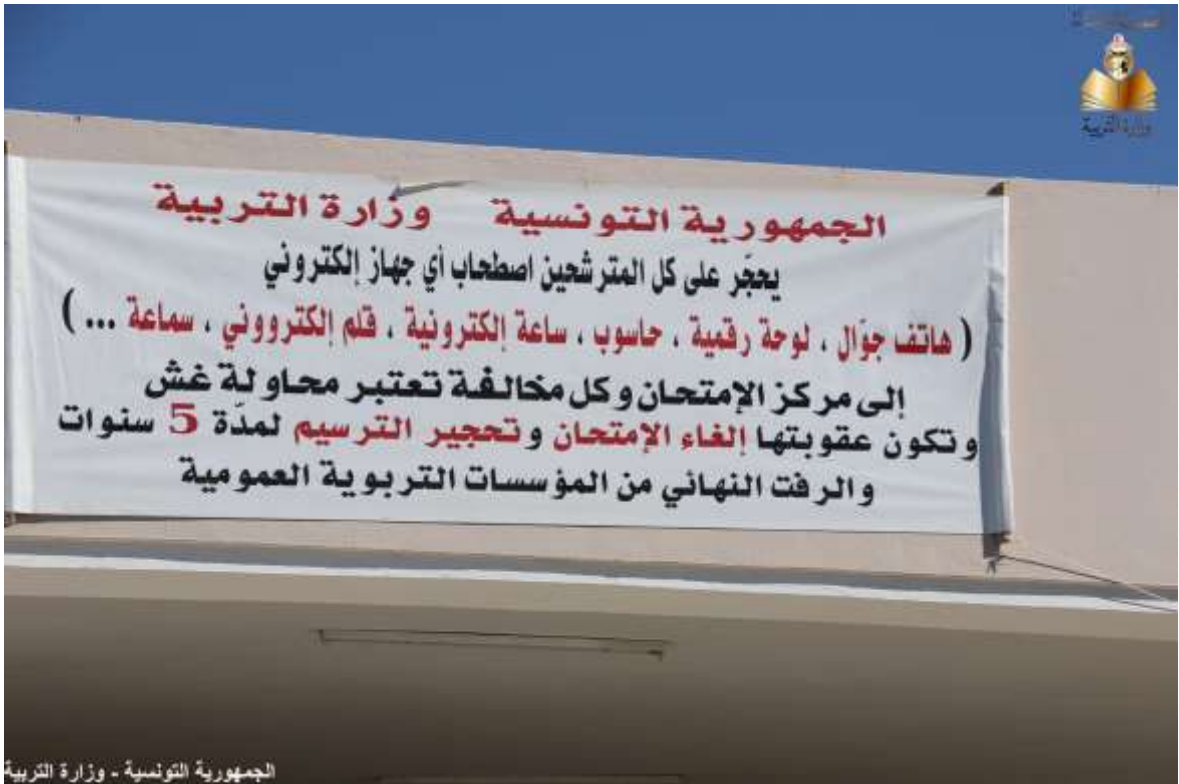 وزارة التربية
الجمهورية التونسية وزارة التربية
يحجّر على كل المترشحين اصطحاب أي جهاز إلكتروني
( هاتف جوّال ، لوحة رقمية ، حاسوب ، ساعة إلكترونية ، قلم إلكترووني ، سماعة ... )
إلى مركز الإمتحان وكل مخالفة تعتبر محاولة غش
وتكون عقوبتها إلغاء الإمتحان وتحجير الترسيم لمدّة 5 سنوات
والرفت النهائي من المؤسسات التربوية العمومية
الجمهورية التونسية - وزارة التربية